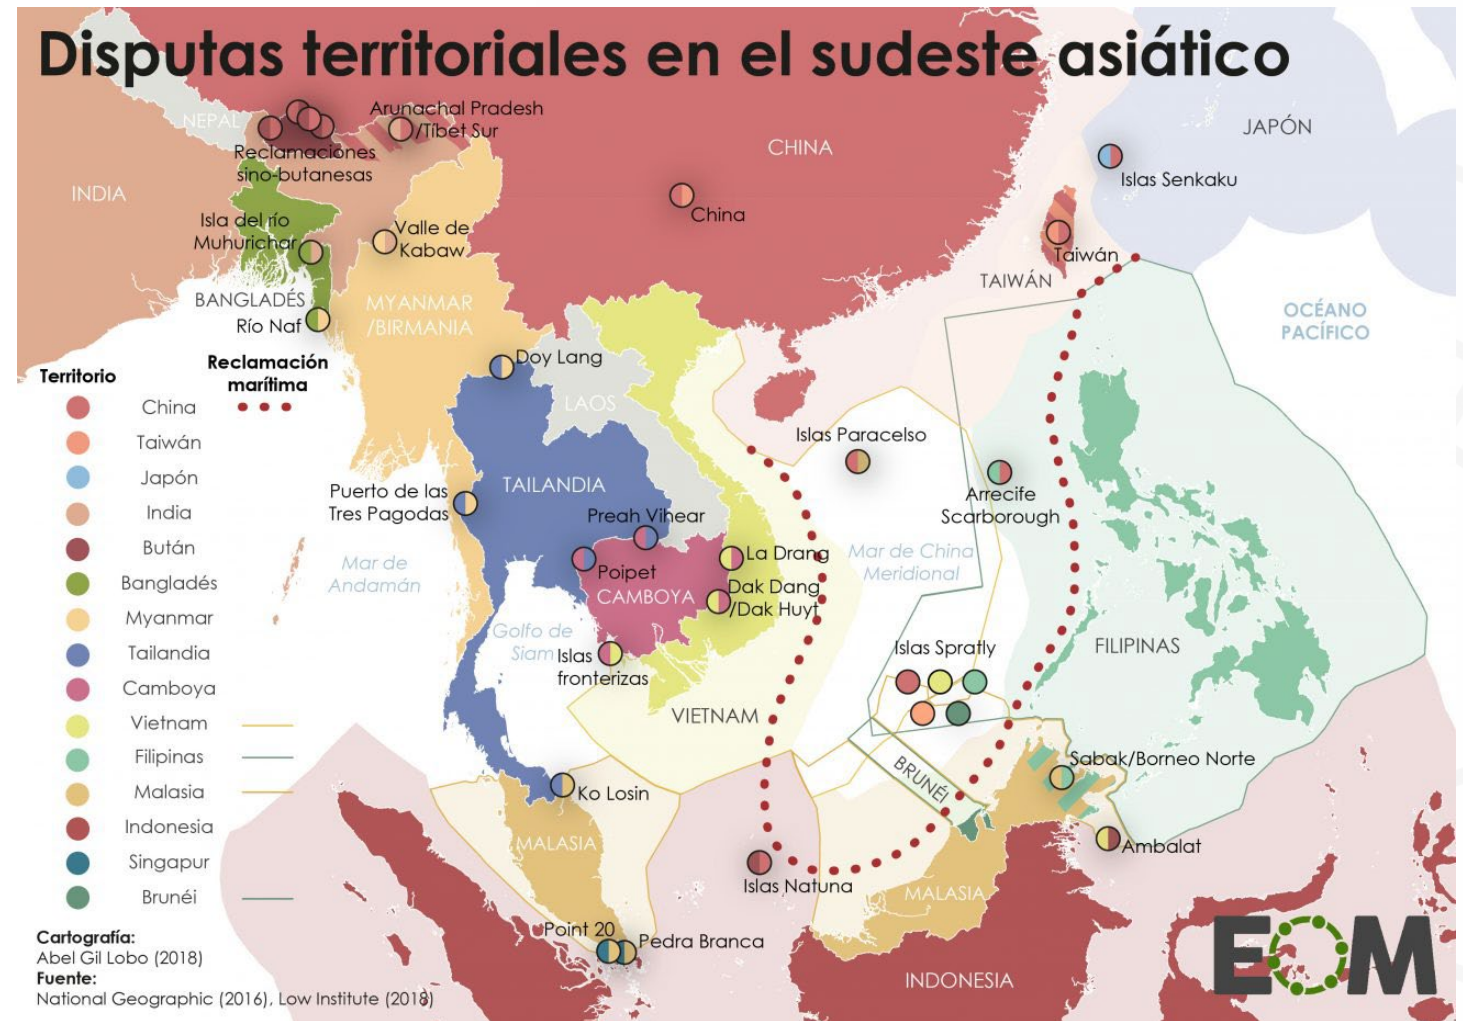 Disputas territoriales en el sudeste asiático
NEPAL
Arunachal Pradesh
/Tíbet Sur
Reclamaciones
sino-butanesas
INDIA
CHINA
JAPÓN
Islas Senkaku
China
Isla del río
Muhurichar
Valle de
Kabaw
Taiwán
TAIWÁN
BANGLADÉS
Río Naf
MYANMAR
/BIRMANIA
OCÉANO
PACÍFICO
Doy Lang
LAOS
Territorio
Reclamación
marítima
China
Taiwán
Japón
India
Bután
Bangladés
Myanmar
Tailandia
Camboya
Vietnam
Filipinas
Malasia
Indonesia
Singapur
Brunéi
Islas Paracelso
Puerto de las
Tres Pagodas
TAILANDIA
Preah Vihear
Arrecife
Scarborough
Mar de
Andamán
Poipet
CAMBOYA
La Drang
Dak Dang
/Dak Huyt
Mar de China
Meridional
Golfo de
Siam
Islas
fronterizas
Islas Spratly
FILIPINAS
VIETNAM
BRUNÉI
Sabak/Borneo Norte
Ko Losin
MALASIA
Ambalat
Islas Natuna
MALASIA
Point 20
Pedra Branca
INDONESIA
Cartografía:
Abel Gil Lobo (2018)
Fuente:
National Geographic (2016), Low Institute (2018)
EOM